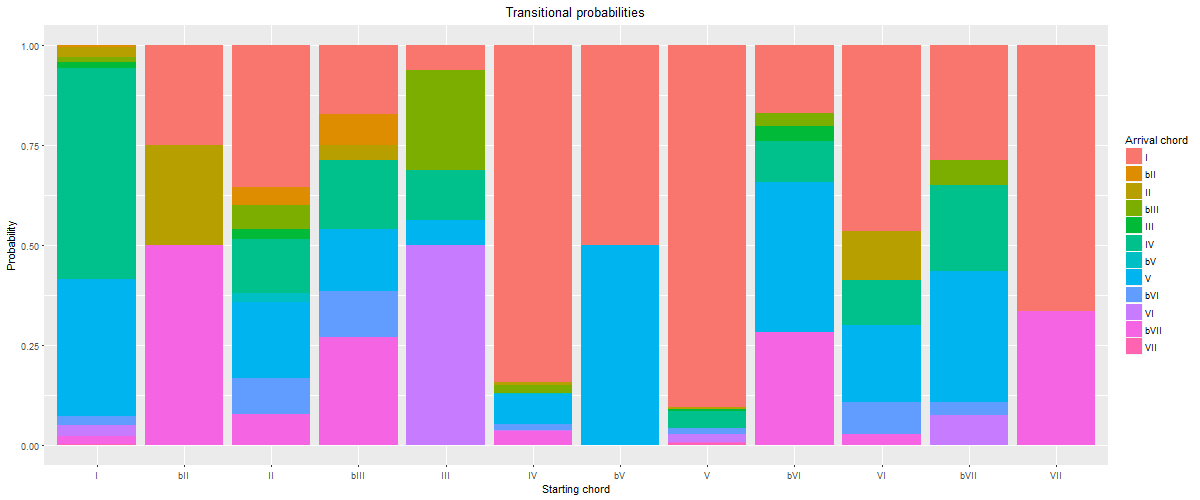 Transitional probabilities
Probability
1.00
0.75
0.50
0.25
0.00
I bII II bIII III IV bV V bVI VI bVII VII
Starting chord
Arrival chord
I
bII
II
bIII
III
IV
bV
V
bVI
VI
bVII
VII